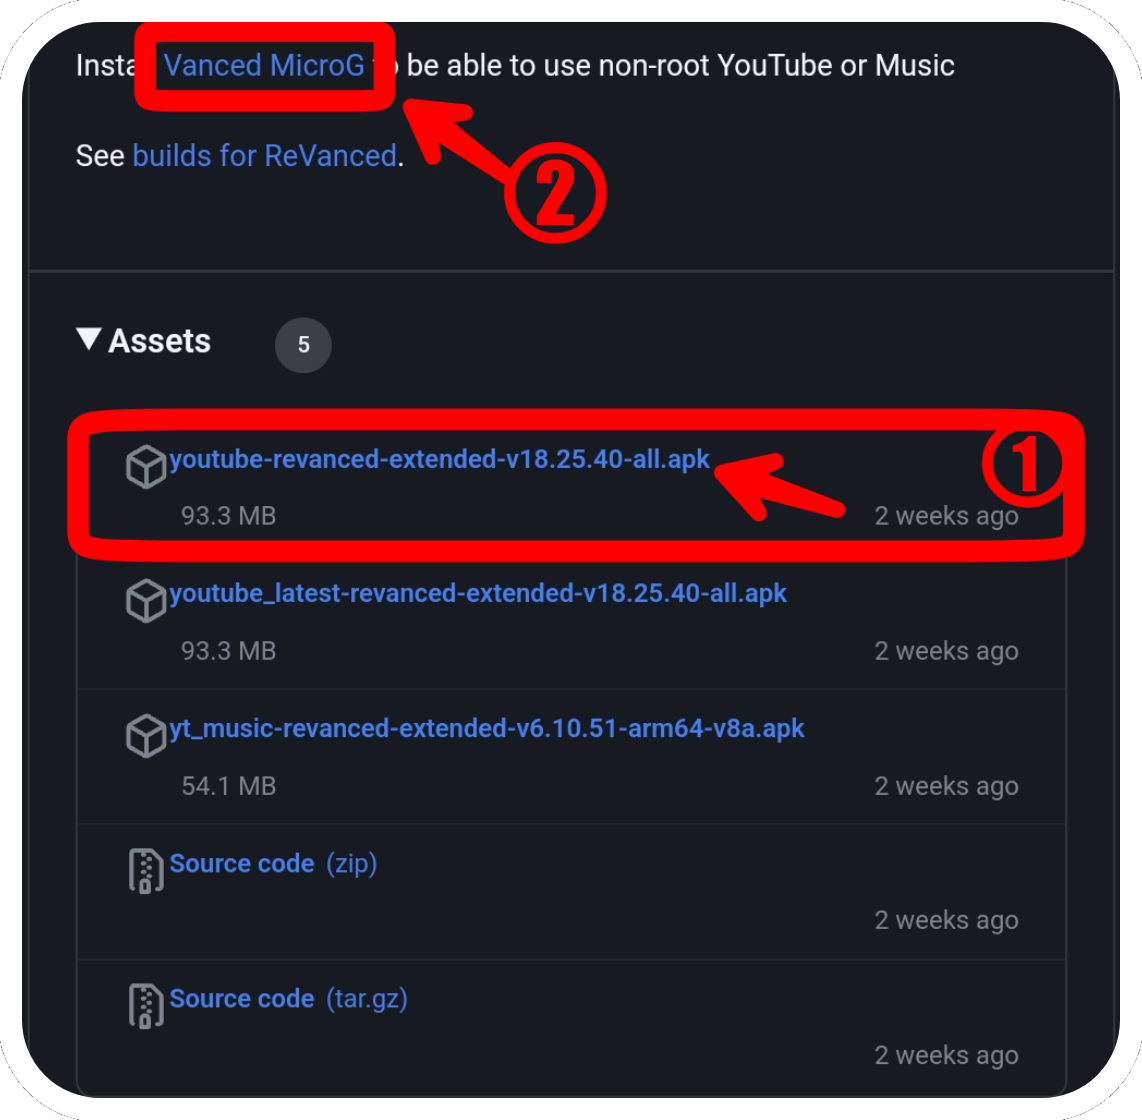 Insta Vanced MicroG to be able to use non-root YouTube or Music
See builds for ReVanced.
2
Assets 5
youtube-revanced-extended-v18.25.40-all.apk
1
93.3 MB 2 weeks ago
youtube_latest-revanced-extended-v18.25.40-all.apk
93.3 MB 2 weeks ago
yt_music-revanced-extended-v6.10.51-arm64-v8a.apk
54.1 MB 2 weeks ago
Source code (zip)
2 weeks ago
Source code (tar.gz)
2 weeks ago